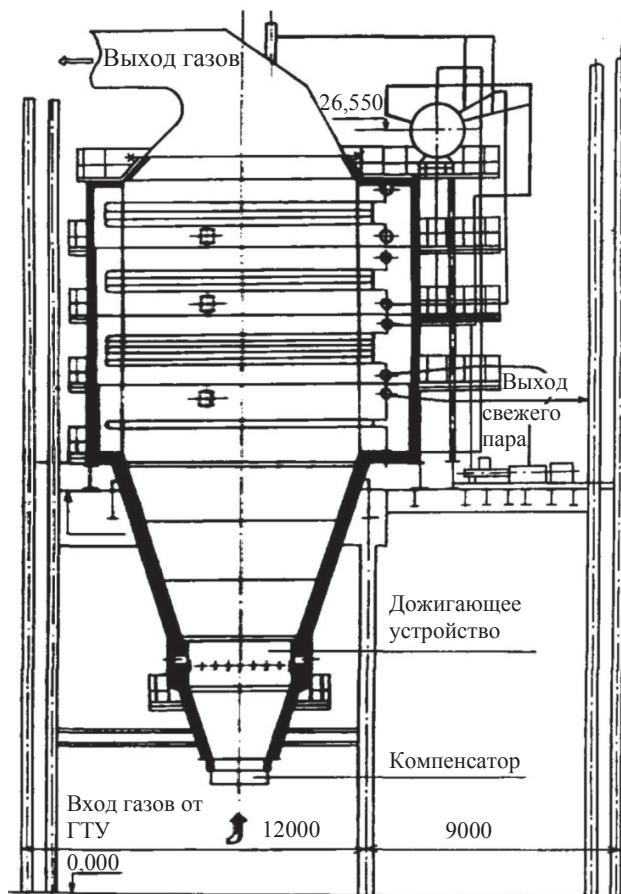 Выход газов
26,550
Выход
свежего
пара
Дожигающее
устройство
Компенсатор
Вход газов от
ГТУ
12000
9000
0,000